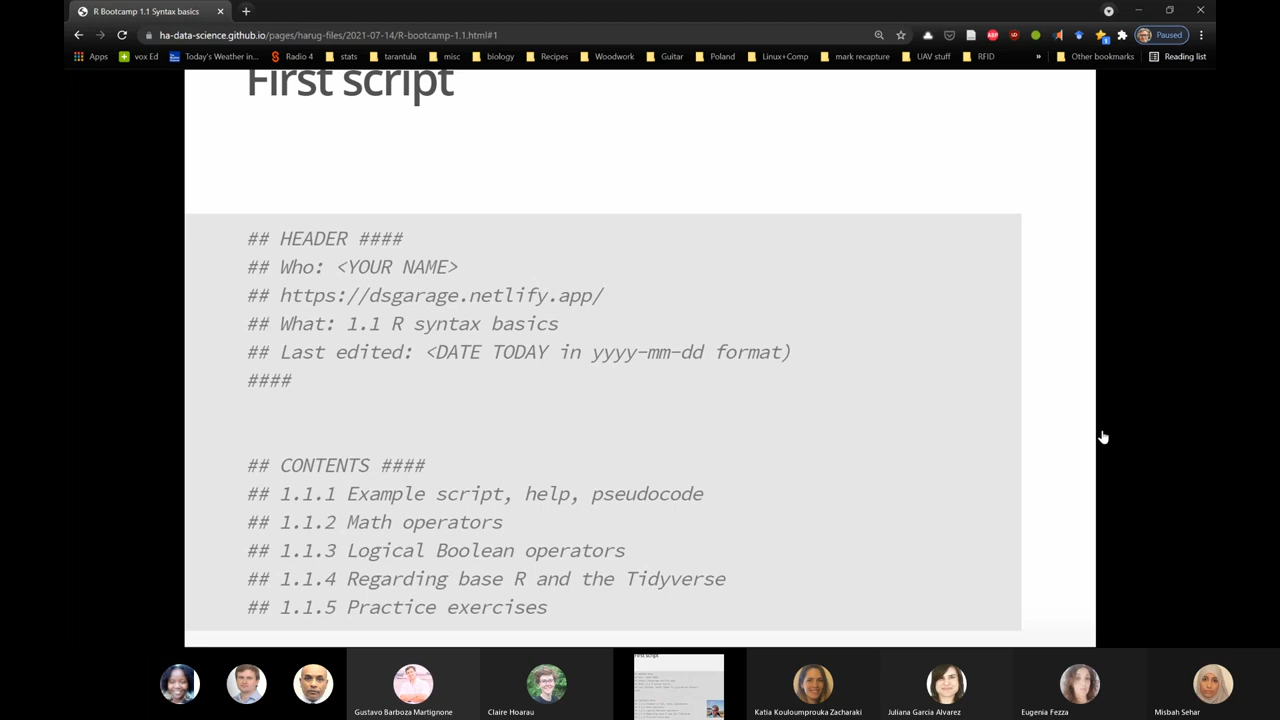 R Bootcamp 1.1 Syntax basics
ha-data-science.github.io/pages/harug-files/2021-07-14/R-bootcamp-1.1.html#1
Paused
Apps vox Ed Today's Weather in... Radio 4 stats tarantula misc biology Recipes Woodwork Guitar Poland Linux+Comp mark recapture UAV stuff RFID » Other bookmarks Reading list
First script
## HEADER ####
## Who: <YOUR NAME>
## https://dsgarage.netlify.app/
## What: 1.1 R syntax basics
## Last edited: <DATE TODAY in yyyy-mm-dd format)
####
## CONTENTS ####
## 1.1.1 Example script, help, pseudocode
## 1.1.2 Math operators
## 1.1.3 Logical Boolean operators
## 1.1.4 Regarding base R and the Tidyverse
## 1.1.5 Practice exercises
First script
Gustavo Barba Martignone Claire Hoarau Katia Kouloumprouka Zacharaki Juliana Garcia Alvarez Eugenia Fezza Misbah Sehar